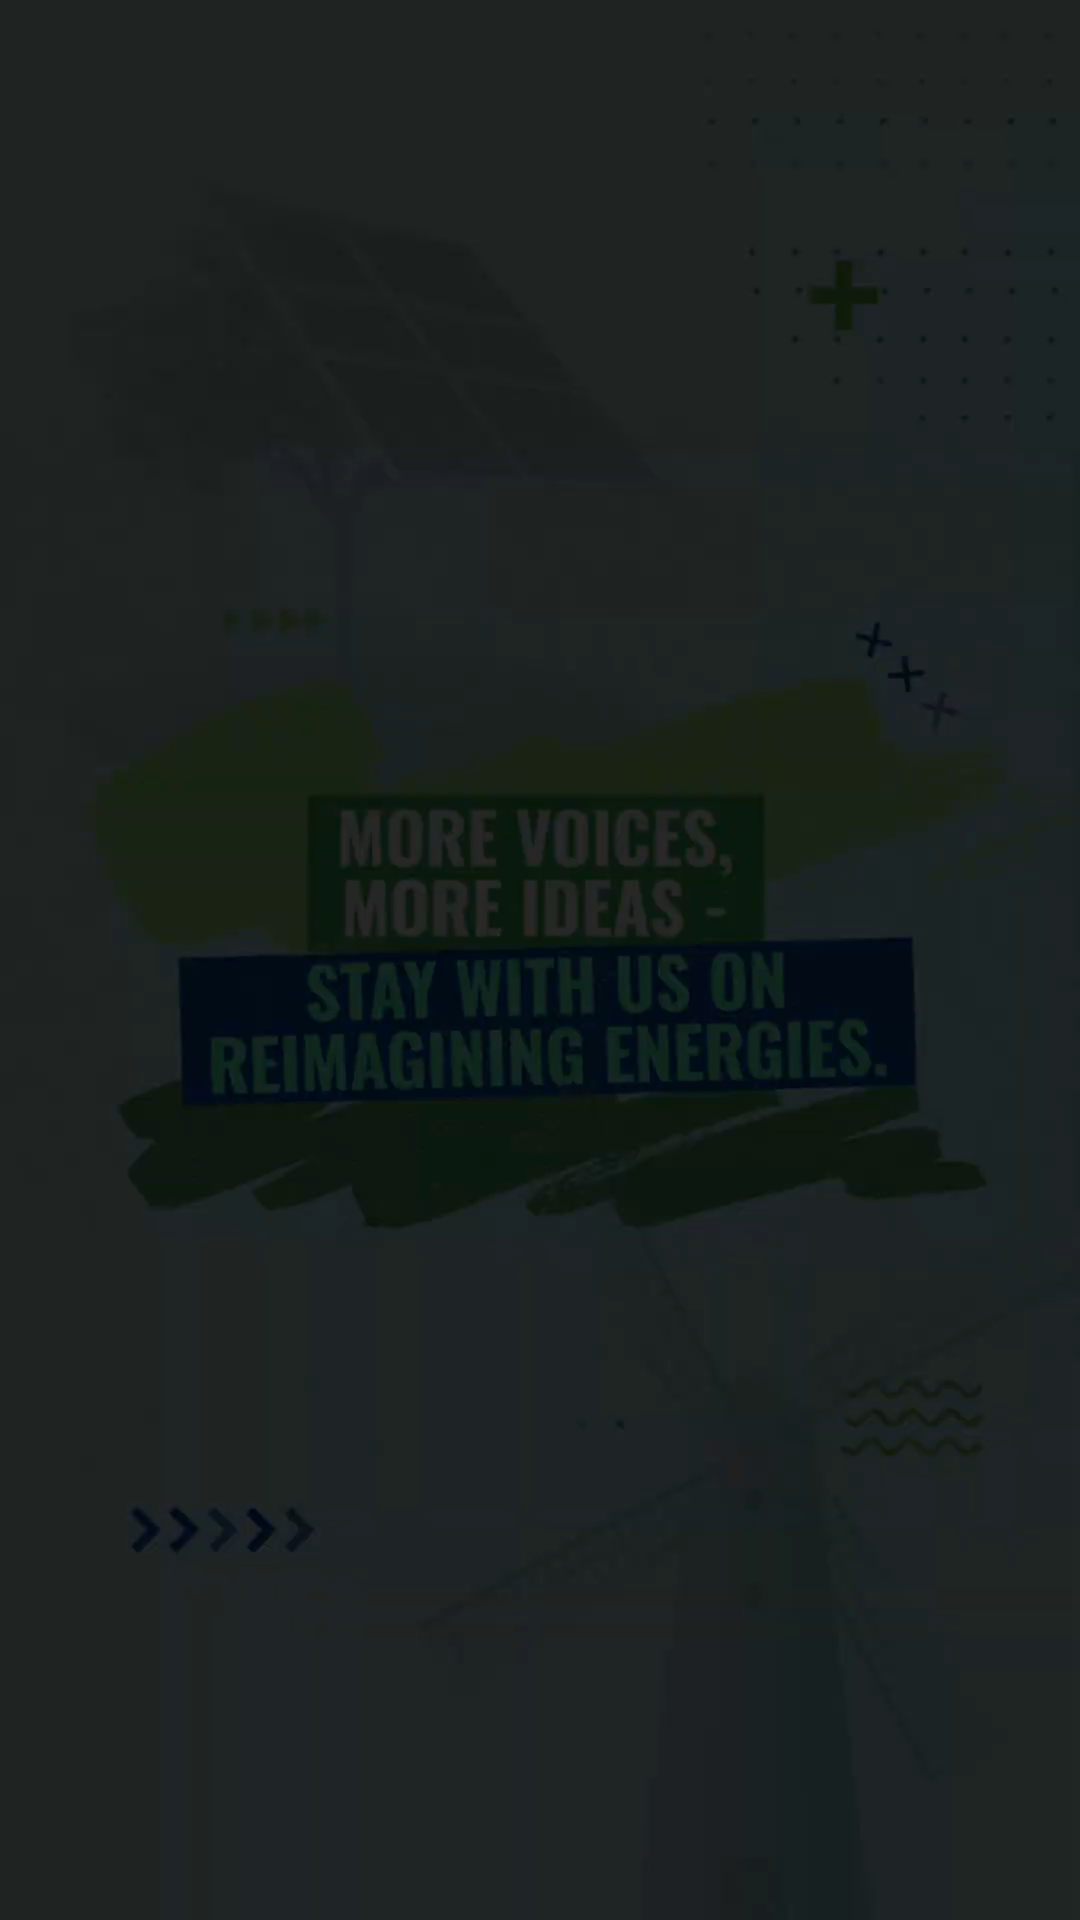 MORE VOICES,
MORE IDEAS -
STAY WITH US ON
REIMAGINING ENERGIES.